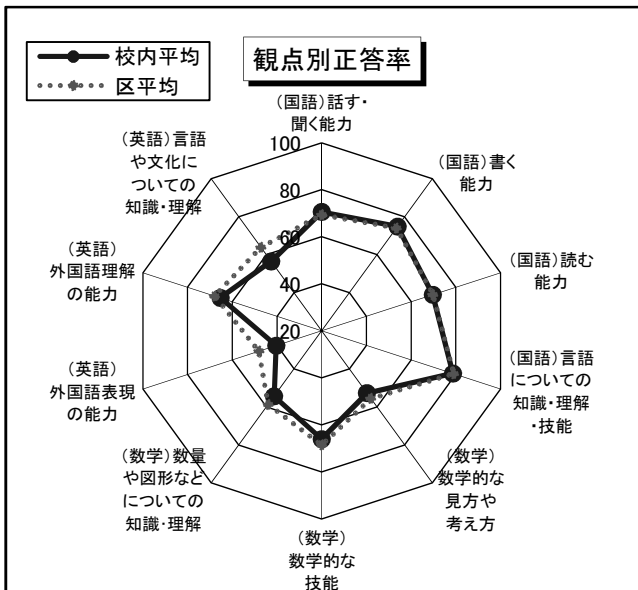 校内平均
区平均
観点別正答率
(国語)話す・
聞く能力
(国語)書く
能力
(国語)読む
能力
(国語)言語
についての
知識・理解
・技能
(数学)
数学的な
見方や
考え方
(数学)
数学的な
技能
(数学)数量
や図形など
についての
知識・理解
(英語)
外国語表現
の能力
(英語)
外国語理解
の能力
(英語)言語
や文化に
ついての
知識・理解
100
80
60
40
20